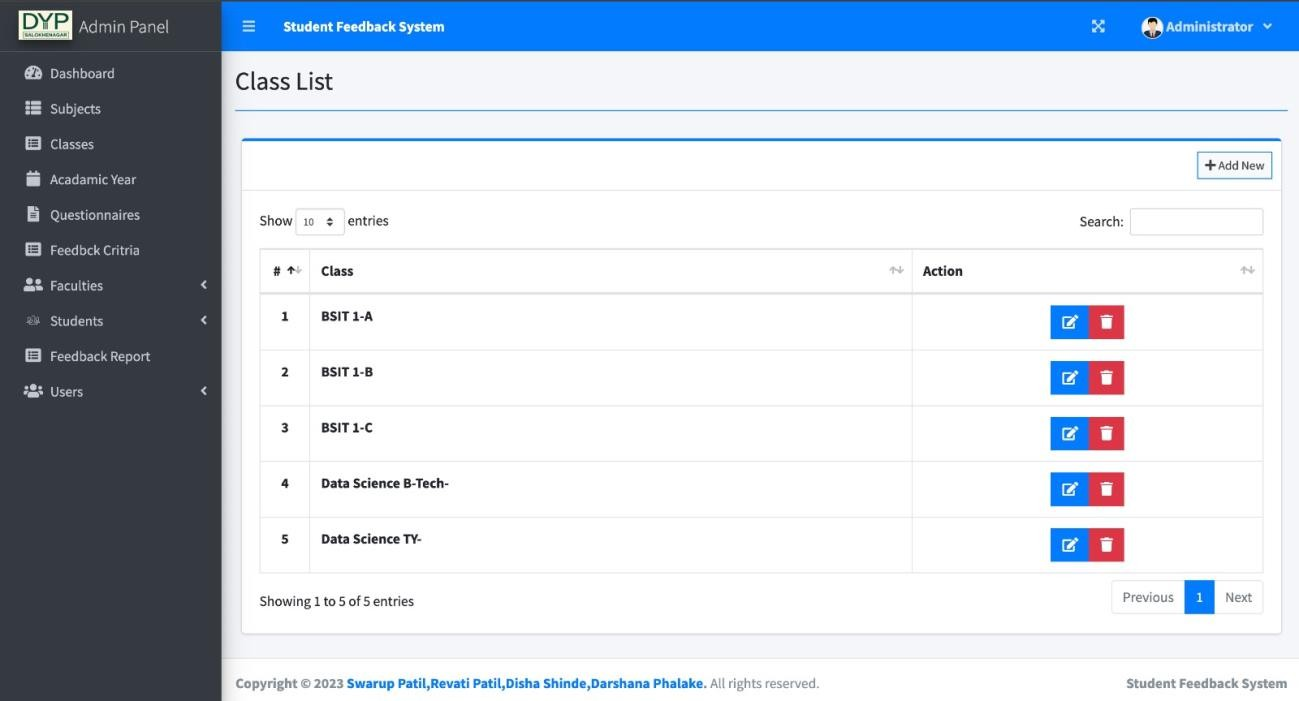 DYP
SALOKHENAGAR
Admin Panel
Student Feedback System
Administrator
Dashboard
Subjects
Classes
Acadamic Year
Questionnaires
Feedbck Critria
Faculties
Students
Feedback Report
Users
Class List
Add New
Show 10 entries
Search:
# Class Action
1 BSIT 1-A
2 BSIT 1-B
3 BSIT 1-C
4 Data Science B-Tech-
5 Data Science TY-
Showing 1 to 5 of 5 entries
Previous 1 Next
Copyright © 2023 Swarup Patil,Revati Patil,Disha Shinde,Darshana Phalake. All rights reserved.
Student Feedback System